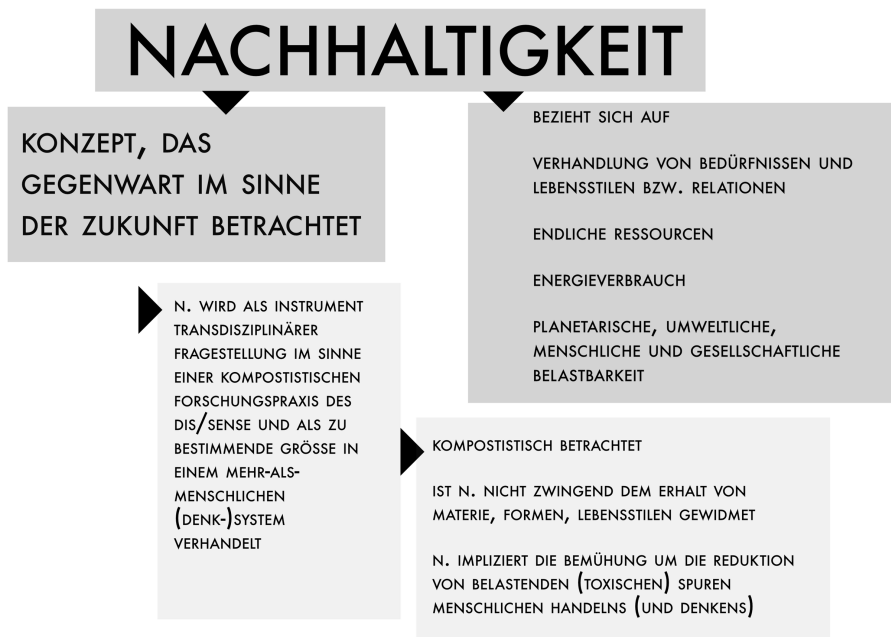 NACHHALTIGKEIT
KONZEPT, DAS
GEGENWART IM SINNE
DER ZUKUNFT BETRACHTET
BEZIEHT SICH AUF
VERHANDLUNG VON BEDÜRFNISSEN UND
LEBENSSTILEN BZW. RELATIONEN
ENDLICHE RESSOURCEN
ENERGIEVERBRAUCH
PLANETARISCHE, UMWELTLICHE,
MENSCHLICHE UND GESELLSCHAFTLICHE
BELASTBARKEIT
N. WIRD ALS INSTRUMENT
TRANSDISZIPLINÄRER
FRAGESTELLUNG IM SINNE
EINER KOMPOSTISTISCHEN
FORSCHUNGSPRAXIS DES
DIS/SENSE UND ALS ZU
BESTIMMENDE GRÖSSE IN
EINEM MEHR-ALS-
MENSCHLICHEN
(DENK-)SYSTEM
VERHANDELT
KOMPOSTISTISCH BETRACHTET
IST N. NICHT ZWINGEND DEM ERHALT VON
MATERIE, FORMEN, LEBENSSTILEN GEWIDMET
N. IMPLIZIERT DIE BEMÜHUNG UM DIE REDUKTION
VON BELASTENDEN (TOXISCHEN) SPUREN
MENSCHLICHEN HANDELNS (UND DENKENS)